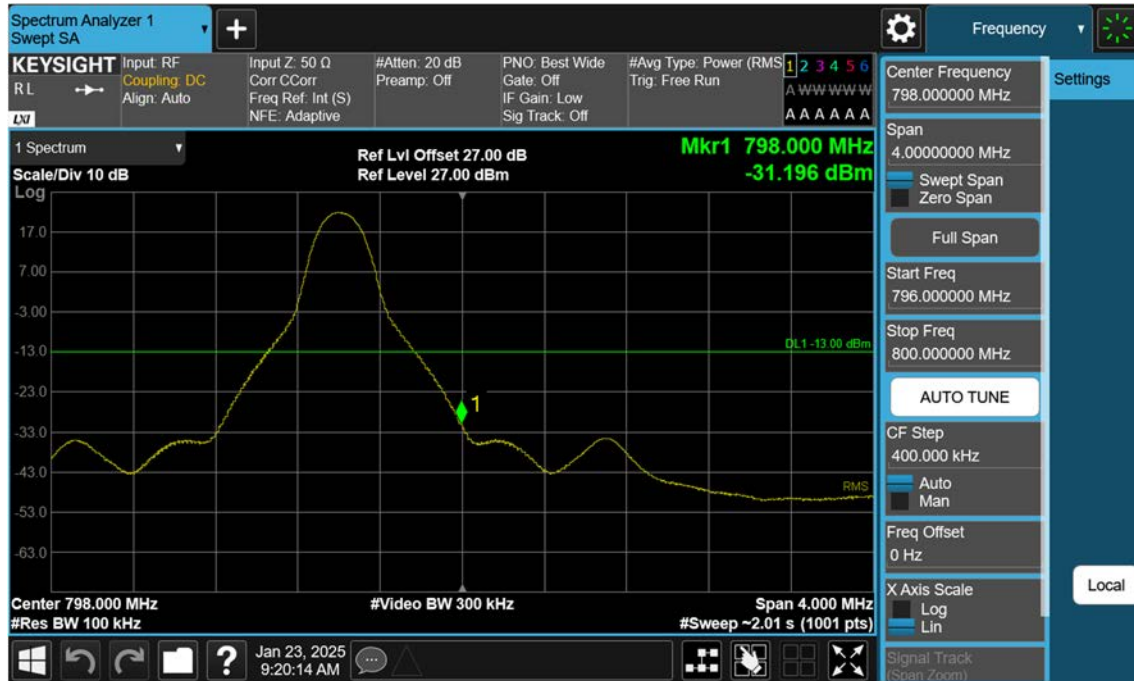 Spectrum Analyzer 1
Swept SA
Frequency
KEYSIGHT
R L
LXI
Input: RF
Coupling: DC
Align: Auto
Input Z: 50 Ω
Corr CCorr
Freq Ref: Int (S)
NFE: Adaptive
#Atten: 20 dB
Preamp: Off
PNO: Best Wide
Gate: Off
IF Gain: Low
Sig Track: Off
#Avg Type: Power (RMS
Trig: Free Run
1 2 3 4 5 6
A W W W W W
A A A A A A
1 Spectrum
Scale/Div 10 dB
Ref Lvl Offset 27.00 dB
Ref Level 27.00 dBm
Mkr1 798.000 MHz
-31.196 dBm
Log
17.0
7.00
-3.00
-13.0
-23.0
-33.0
-43.0
-53.0
-63.0
DL1 -13.00 dBm
1
RMS
Center 798.000 MHz
#Video BW 300 kHz
Span 4.000 MHz
#Res BW 100 kHz
#Sweep ~2.01 s (1001 pts)
Center Frequency
798.000000 MHz
Span
4.00000000 MHz
Swept Span
Zero Span
Full Span
Start Freq
796.000000 MHz
Stop Freq
800.000000 MHz
AUTO TUNE
CF Step
400.000 kHz
Auto
Man
Freq Offset
0 Hz
X Axis Scale
Log
Lin
Signal Track
(Span Zoom)
Settings
Local
?
Jan 23, 2025
9:20:14 AM